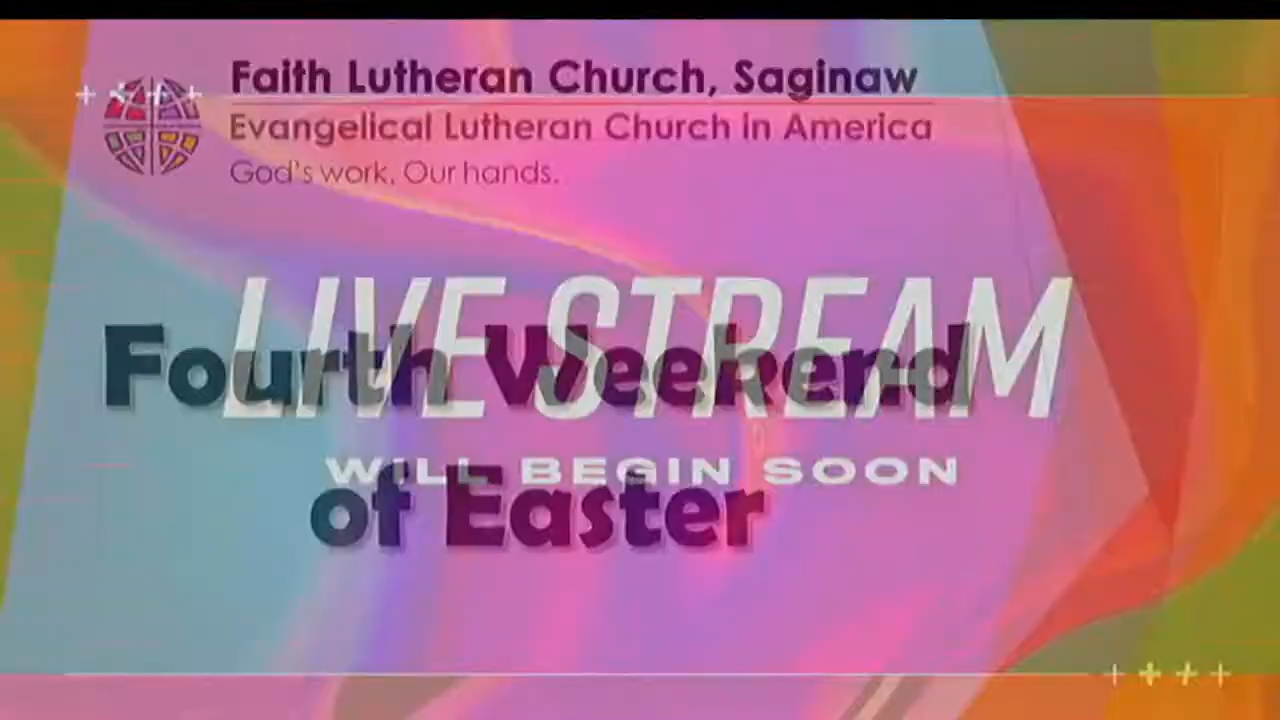 Faith Lutheran Church, Saginaw
Evangelical Lutheran Church in America
God's work. Our hands.
LIVE STREAM
Fourth Weekend
WILL BEGIN SOON
of Easter